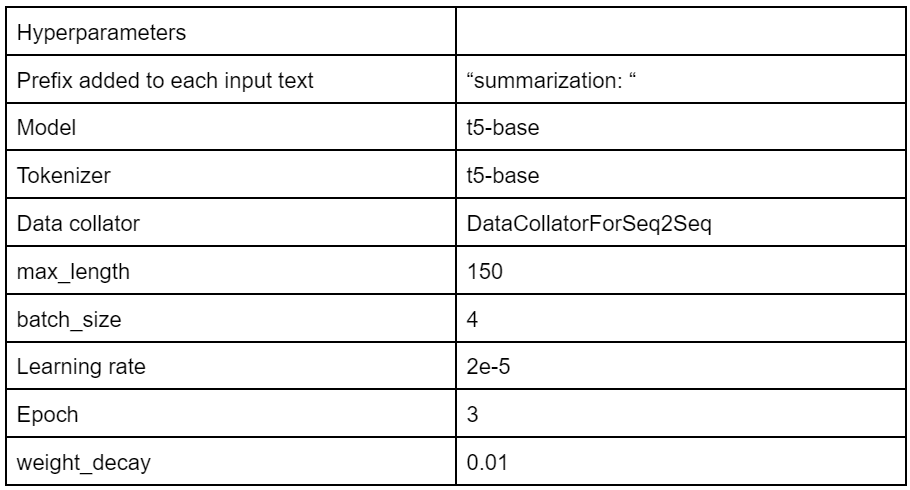 Hyperparameters
Prefix added to each input text “summarization: “
Model t5-base
Tokenizer t5-base
Data collator DataCollatorForSeq2Seq
max_length 150
batch_size 4
Learning rate 2e-5
Epoch 3
weight_decay 0.01